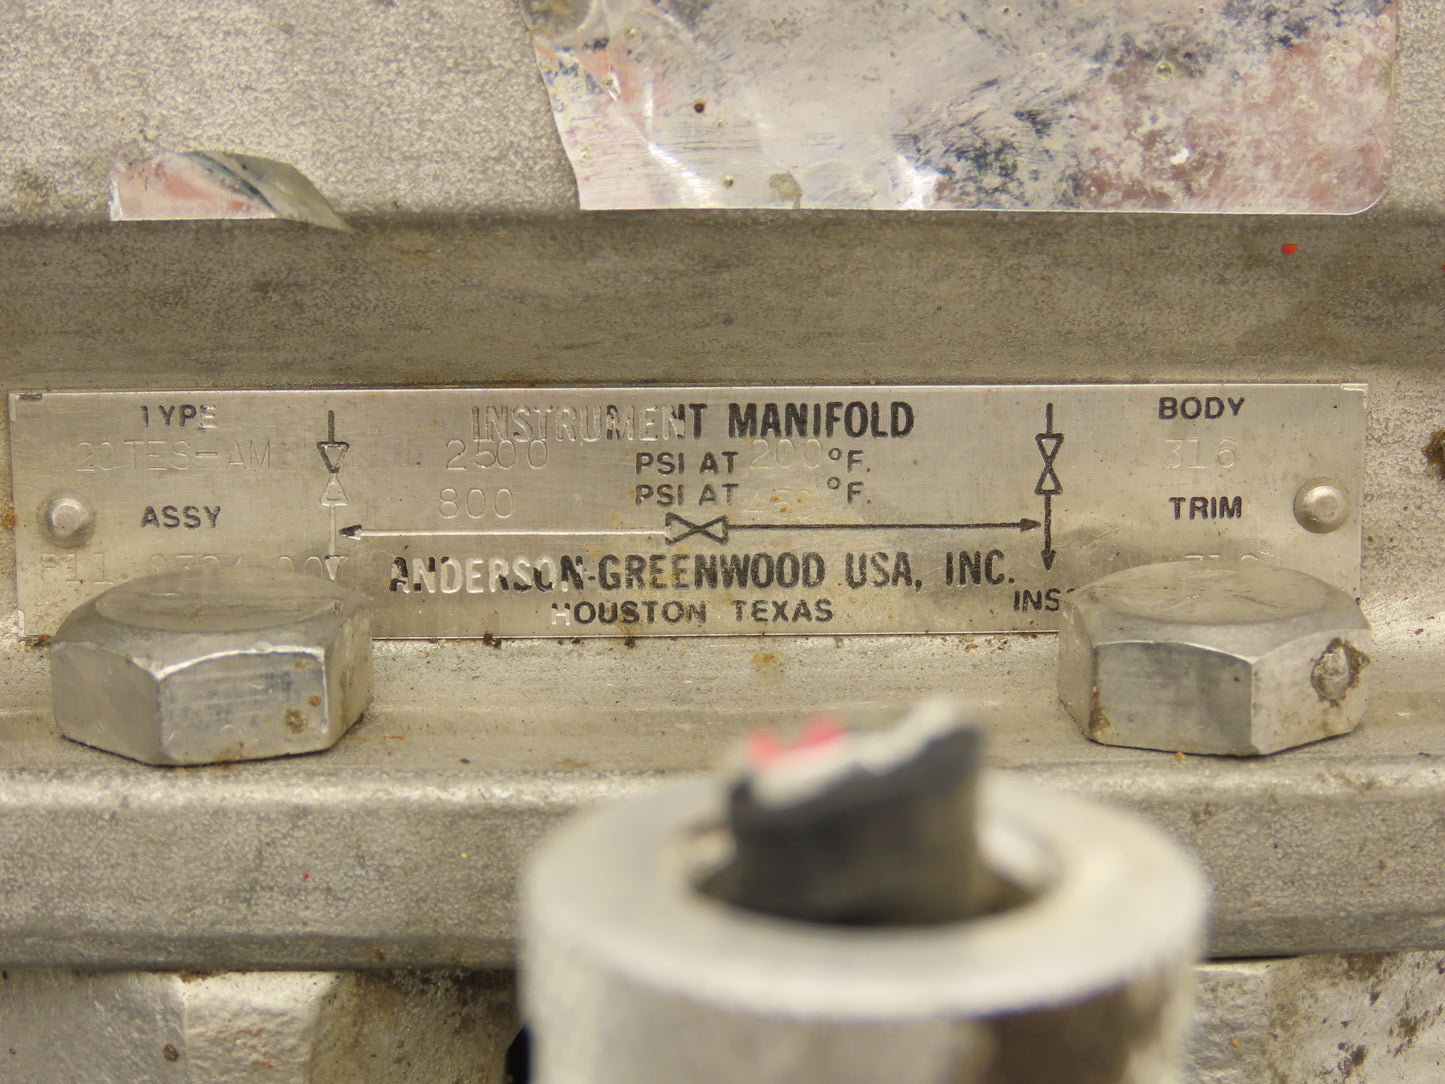 TYPE INSTRUMENT MANIFOLD BODY
20TES-AM 2500 PSI AT 200 °F. 316
800 PSI AT °F.
ASSY TRIM
ANDERSON-GREENWOOD USA, INC.
HOUSTON TEXAS